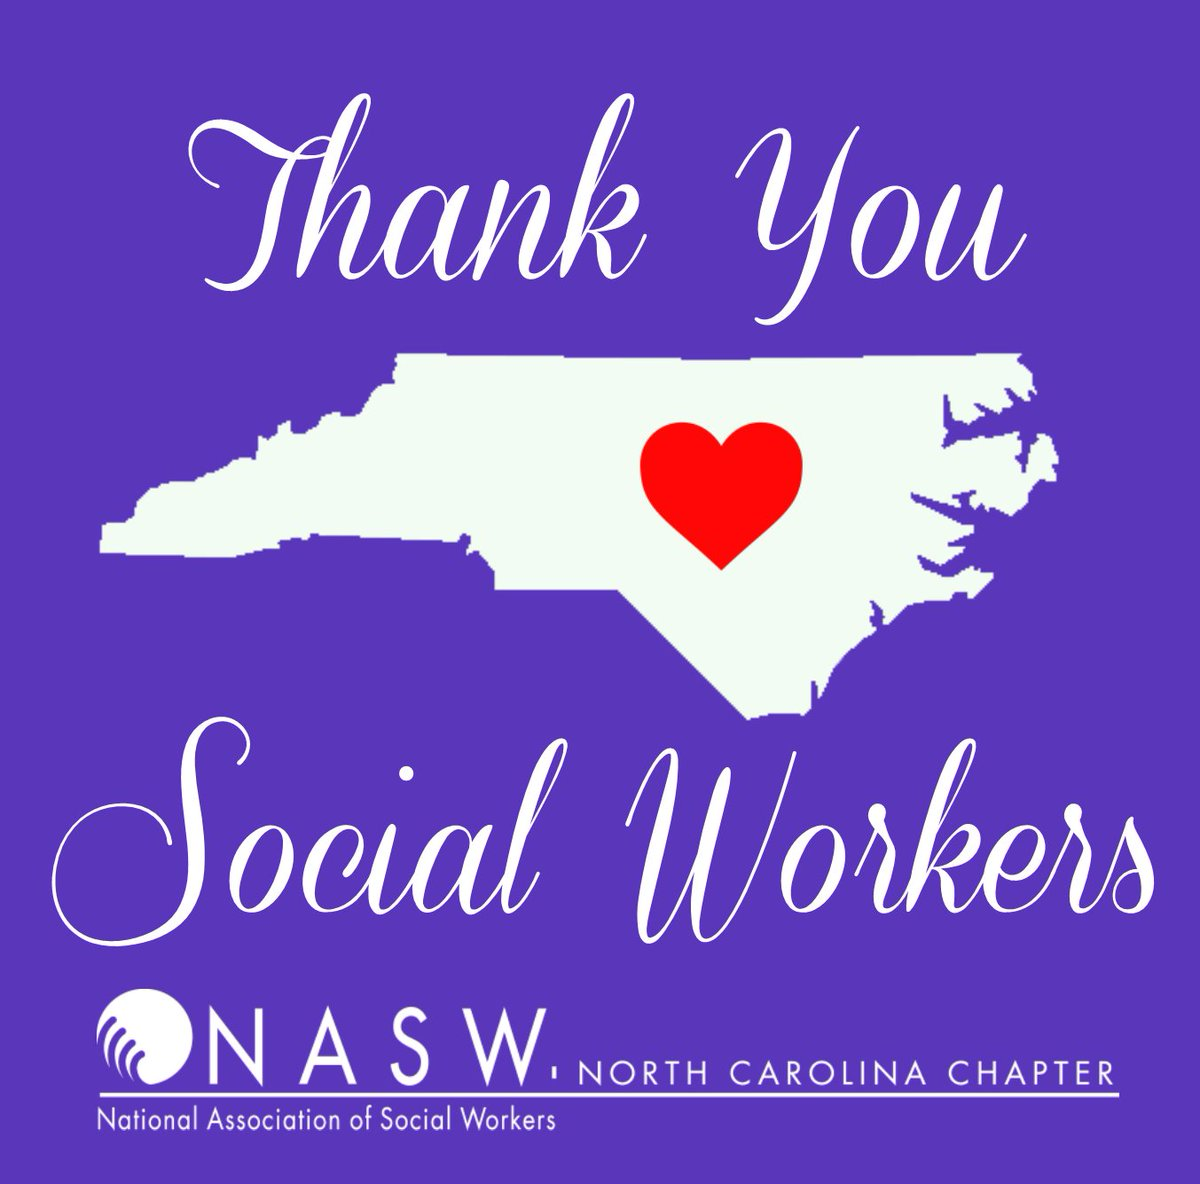 Thank You
Social Workers
NASW
NORTH CAROLINA CHAPTER
National Association of Social Workers